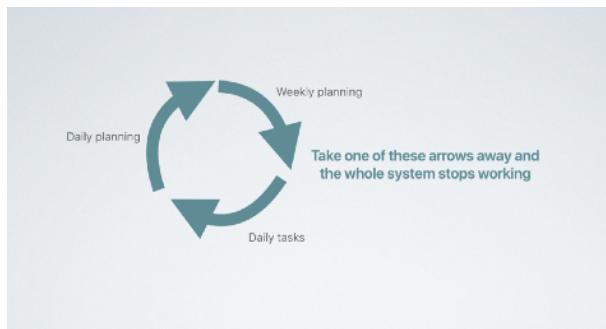 Weekly planning
Daily planning
Take one of these arrows away and
the whole system stops working
Daily tasks